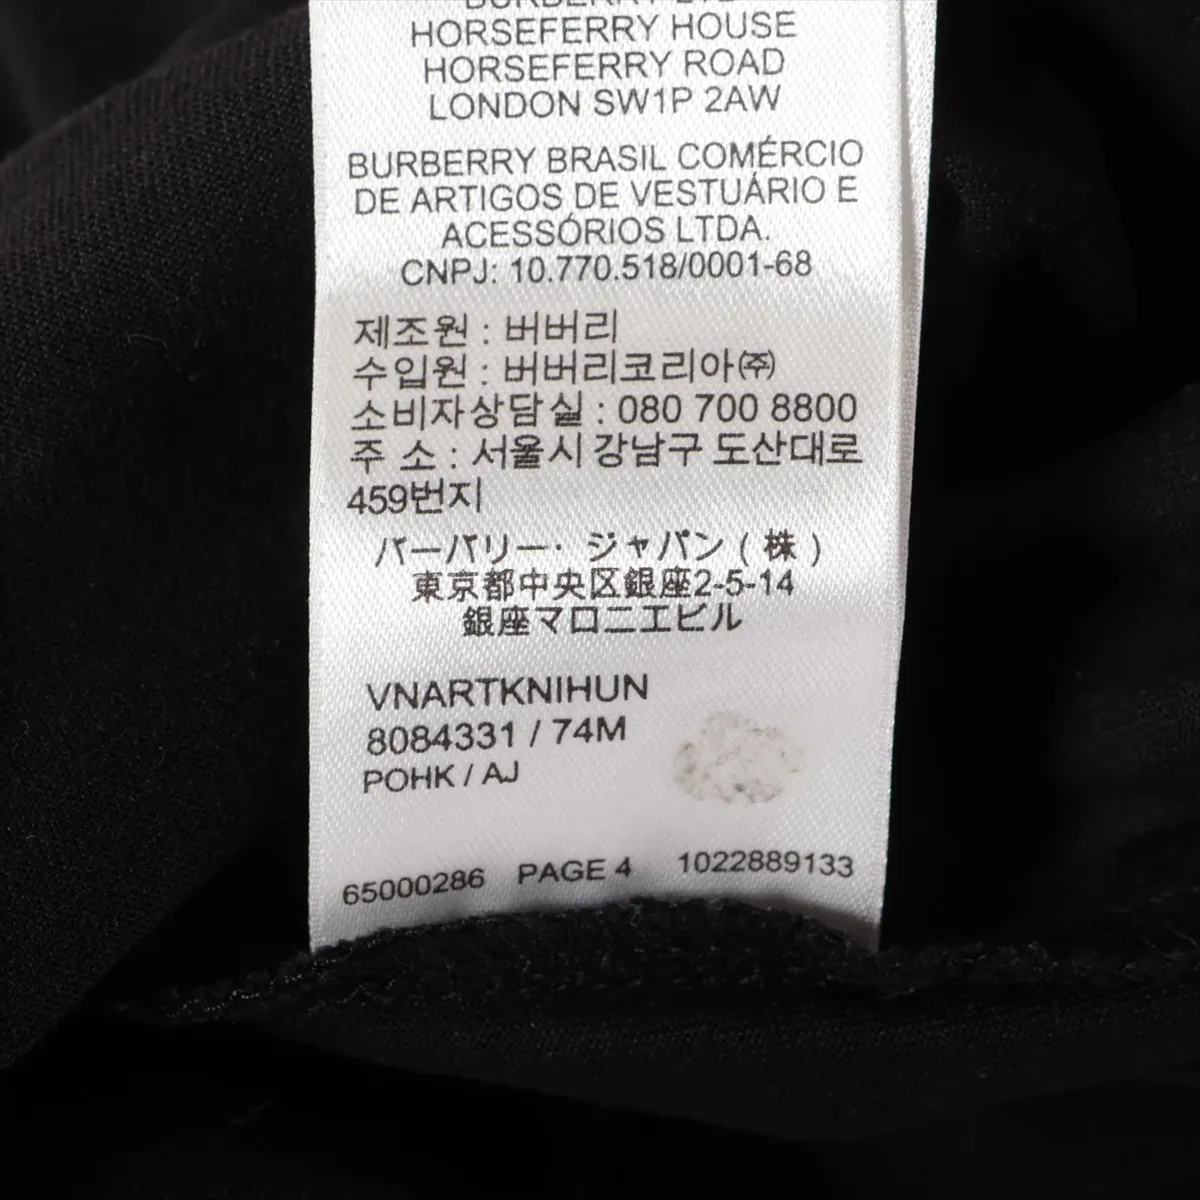 BURBERRY LTD
HORSEFERRY HOUSE
HORSEFERRY ROAD
LONDON SW1P 2AW
BURBERRY BRASIL COMÉRCIO
DE ARTIGOS DE VESTUÁRIO E
ACESSÓRIOS LTDA.
CNPJ: 10.770.518/0001-68
제조원 : 버버리
수입원 : 버버리코리아㈜
소비자상담실 : 080 700 8800
주 소 : 서울시 강남구 도산대로
459번지
バーバリー・ジャパン ( 株 )
東京都中央区銀座2-5-14
銀座マロニエビル
VNARTKNIHUN
8084331 / 74M
POHK / AJ
65000286 PAGE 4 1022889133